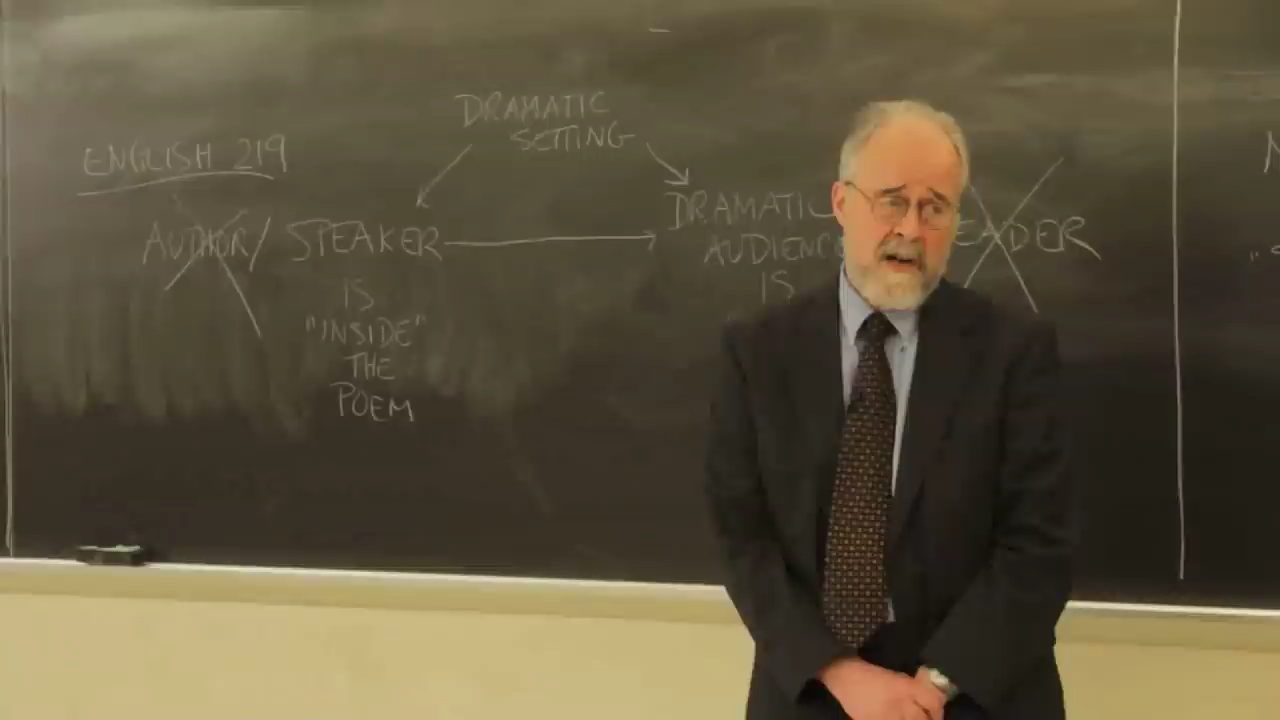 ENGLISH 219
DRAMATIC
SETTING
AUTHOR/ SPEAKER
IS
"INSIDE"
THE
POEM
DRAMATIC
AUDIENCE
IS
EADER